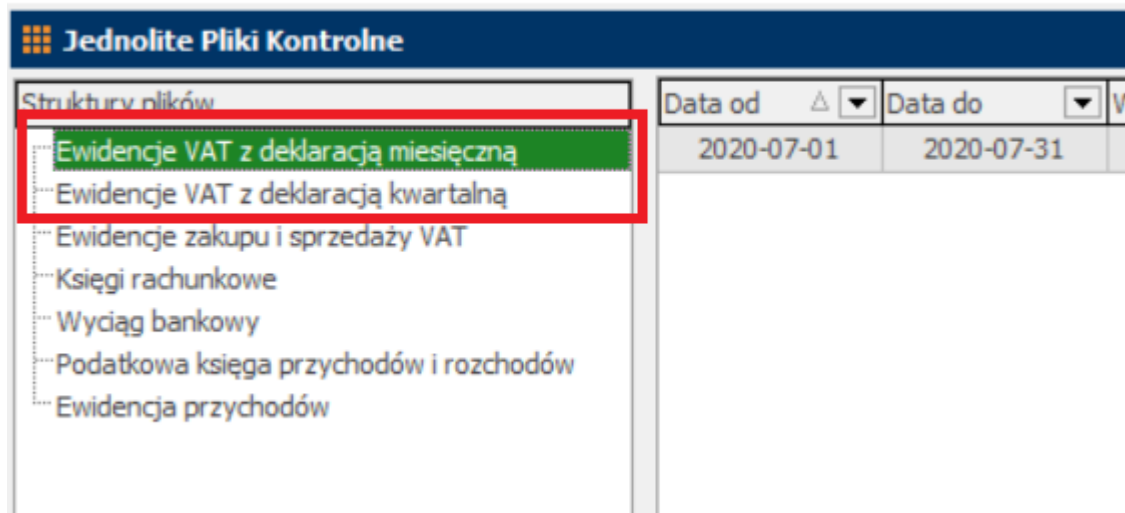 Jednolite Pliki Kontrolne
Struktury plików
Data od
Data do
W
Ewidencje VAT z deklaracją miesięczną
2020-07-01
2020-07-31
Ewidencje VAT z deklaracją kwartalną
Ewidencje zakupu i sprzedaży VAT
Księgi rachunkowe
Wyciąg bankowy
Podatkowa księga przychodów i rozchodów
Ewidencja przychodów